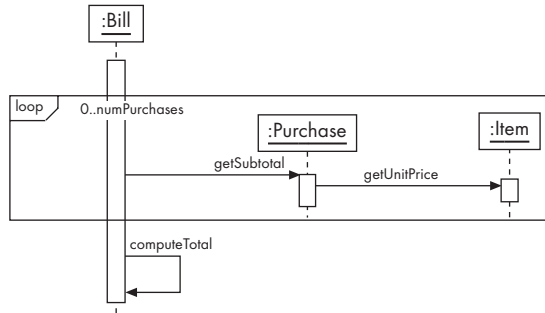 :Bill
loop
0..numPurchases
:Purchase
:Item
getSubtotal
getUnitPrice
computeTotal